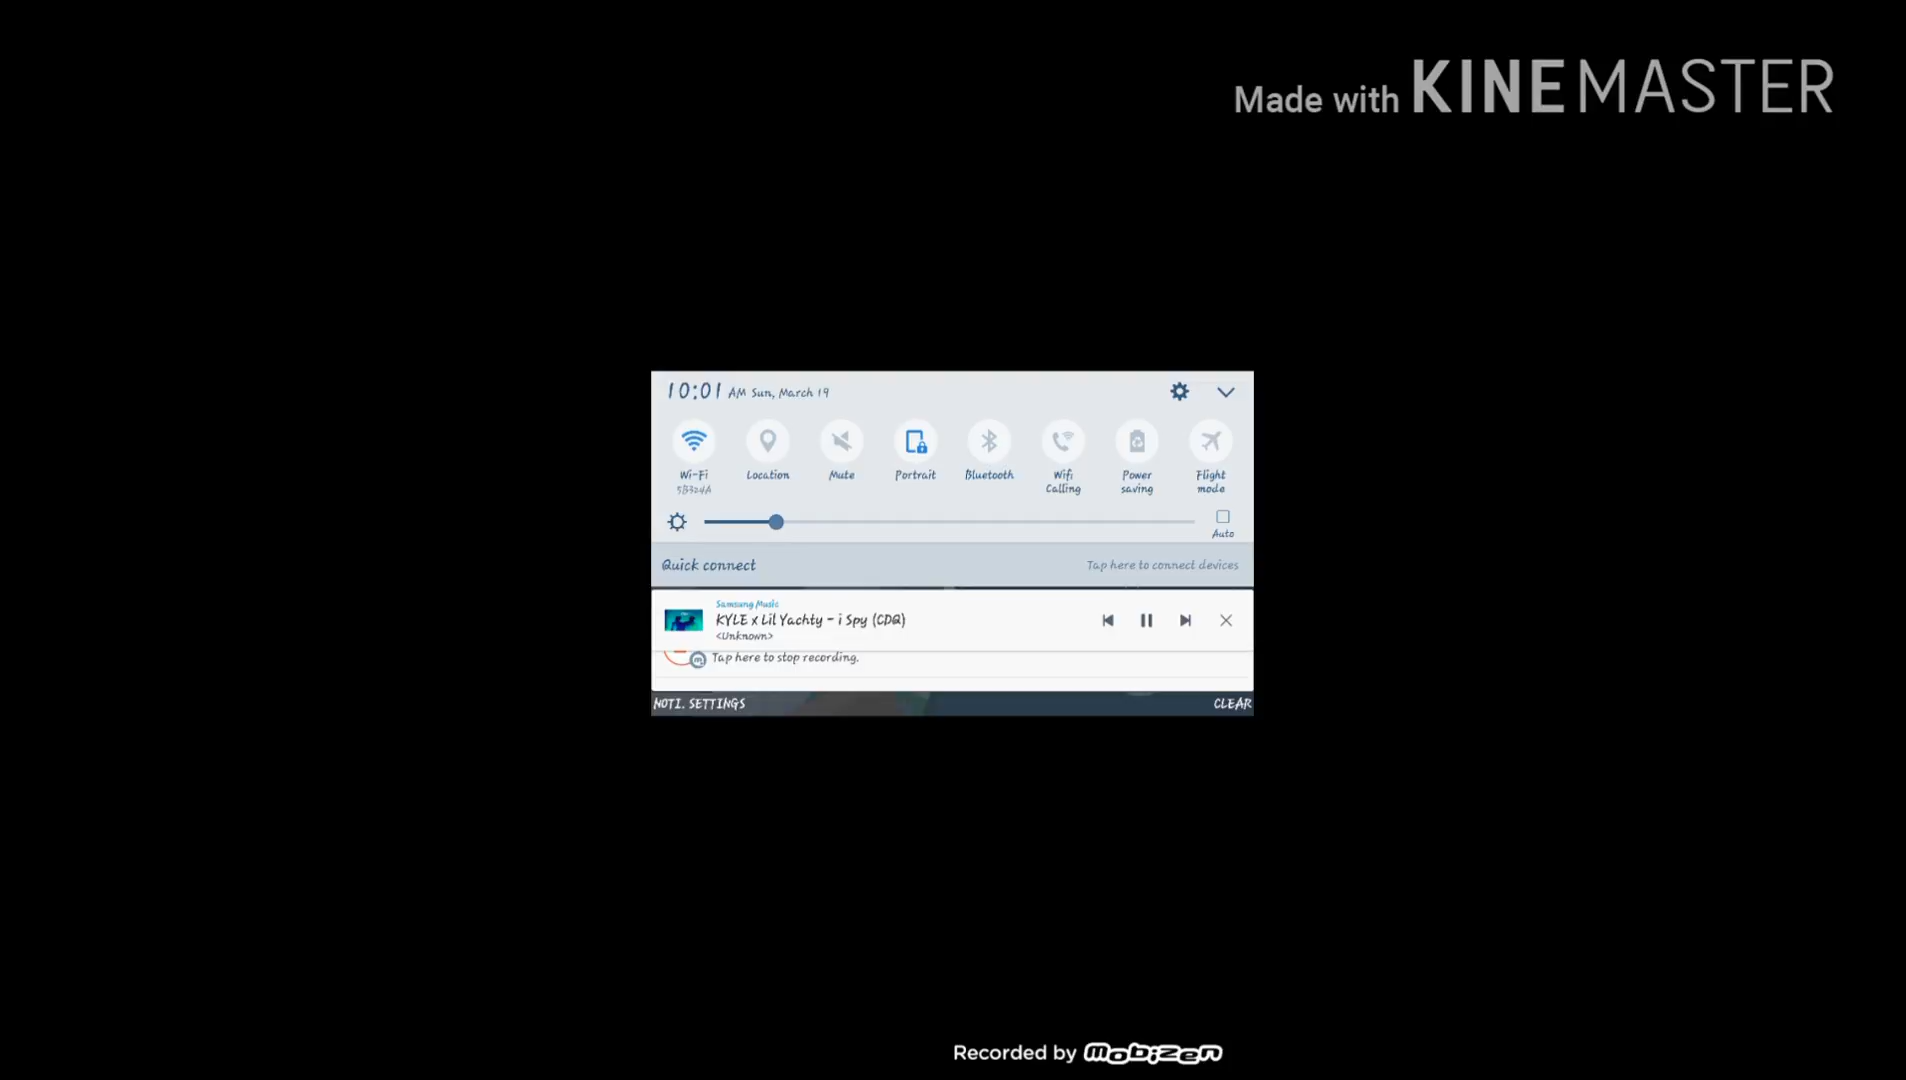 Made with KINEMASTER
10:01 AM Sun, March 19
Wi-Fi Location Mute Portrait Bluetooth Wifi Calling Power saving Flight mode
5B324A
Auto
Quick connect Tap here to connect devices
Samsung Music
KYLE x Lil Yachty - i Spy (CDQ)
<Unknown>
Tap here to stop recording.
NOTI. SETTINGS CLEAR
Recorded by mobizen